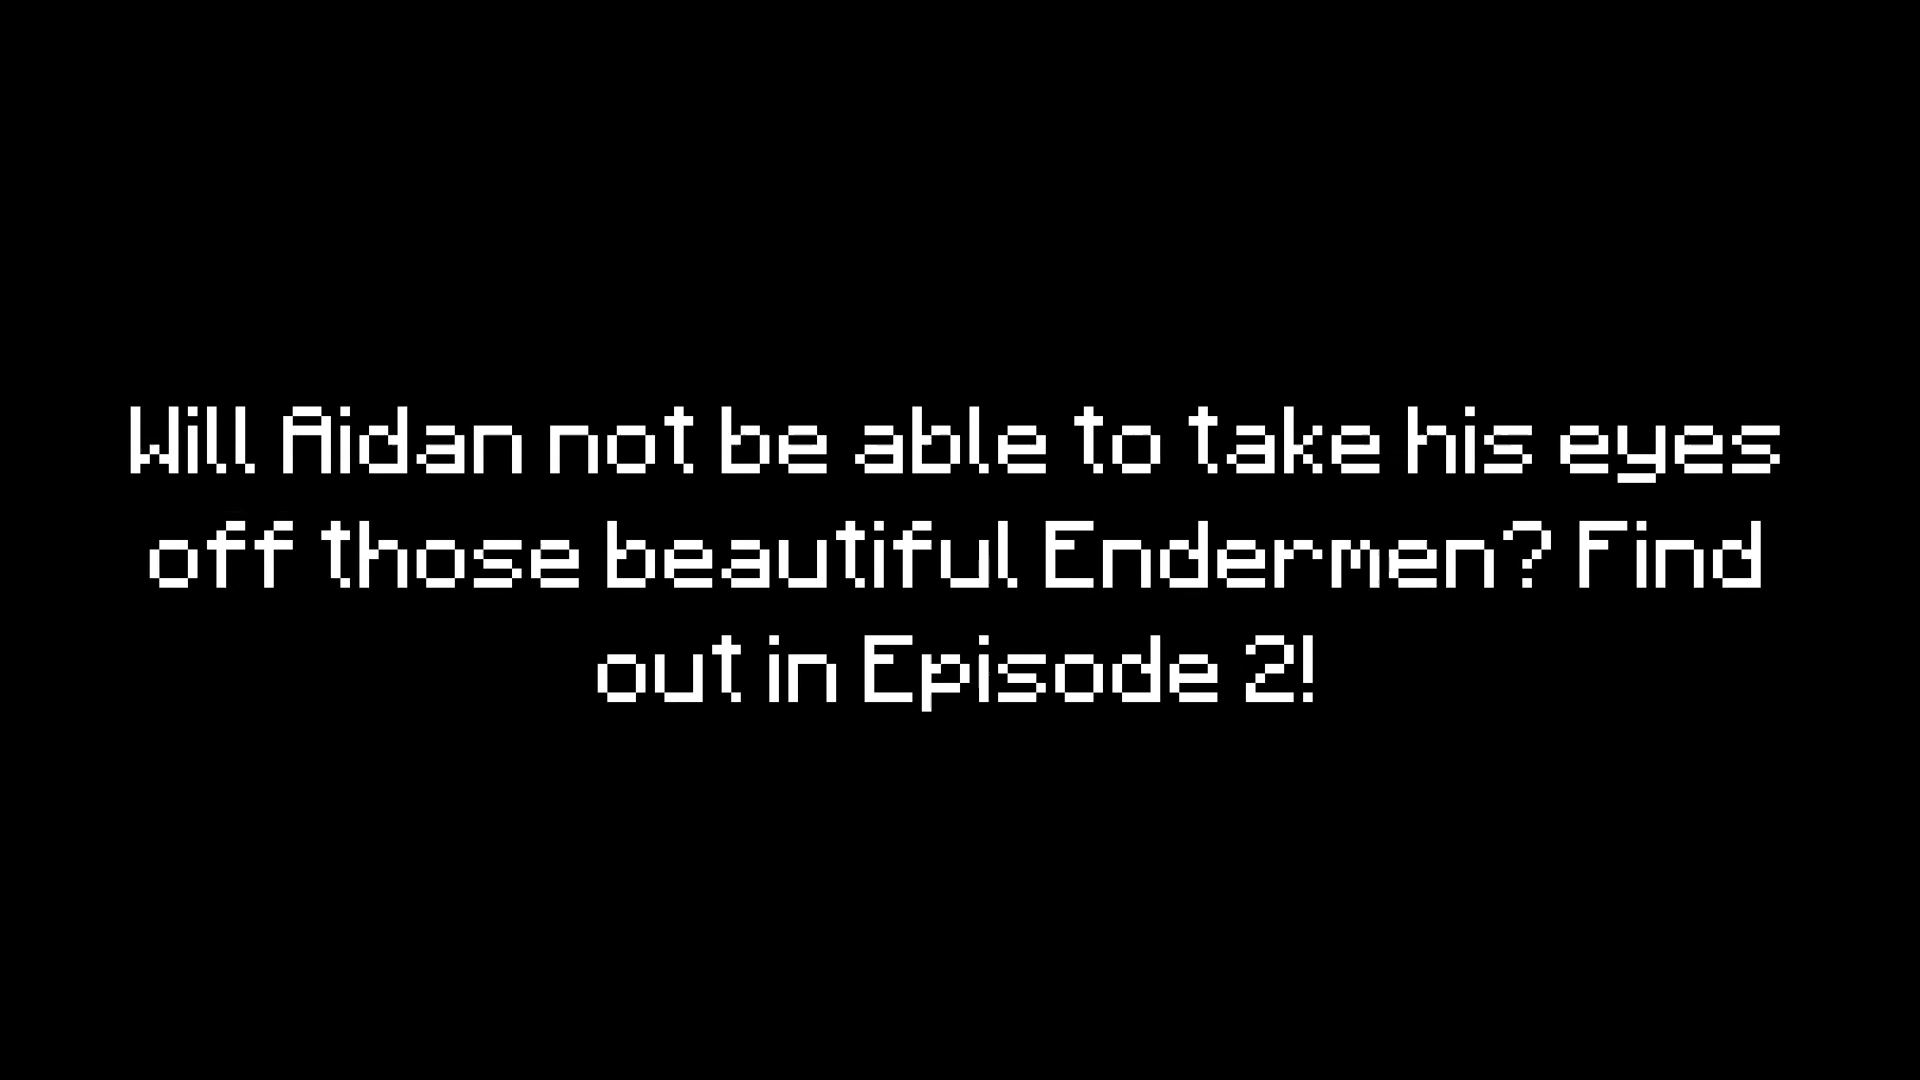 Will Aidan not be able to take his eyes
off those beautiful Endermen? Find
out in Episode 2!